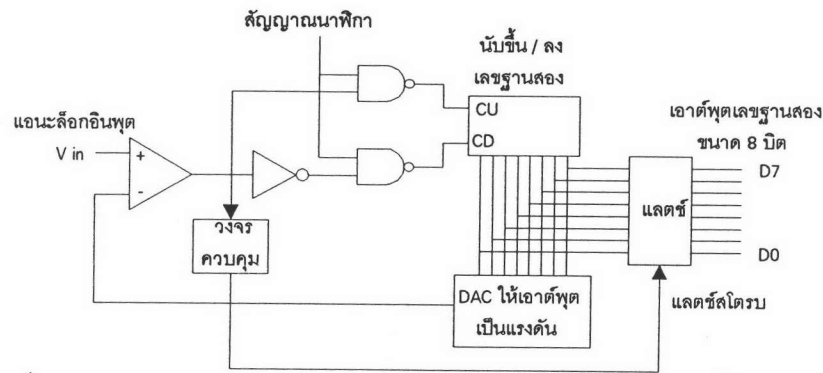 สัญญาณนาฬิกา
นับขึ้น / ลง
เลขฐานสอง
แอนะล็อกอินพุต
V in
+
-
CU
CD
เอาต์พุตเลขฐานสอง
ขนาด 8 บิต
D7
แลตช์
D0
วงจร
ควบคุม
DAC ให้เอาต์พุต
เป็นแรงดัน
แลตช์สโตรบ